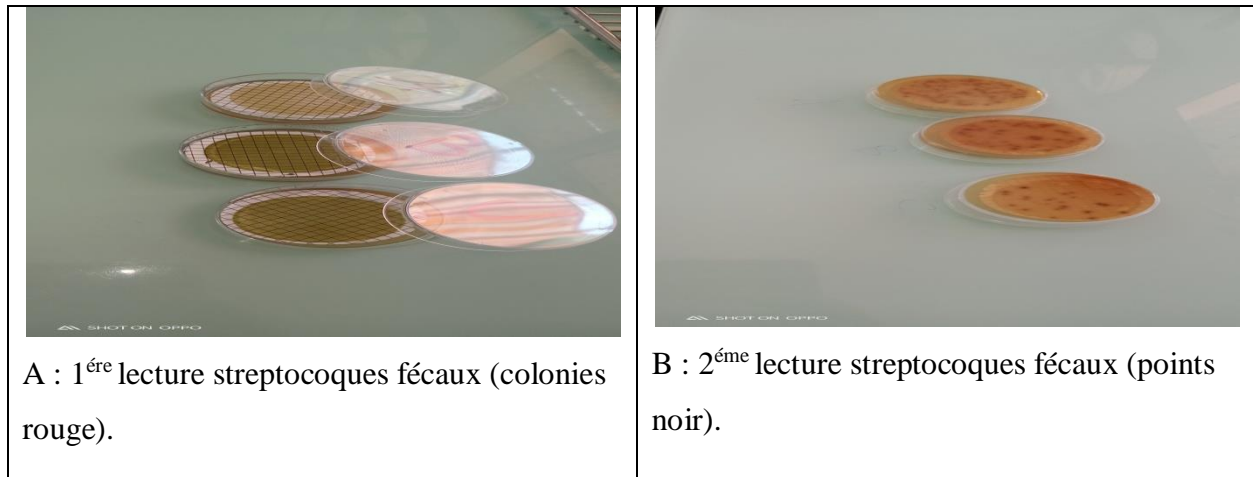 SHOT ON OPPO
SHOT ON OPPO
A : 1ére lecture streptocoques fécaux (colonies
rouge).
B : 2éme lecture streptocoques fécaux (points
noir).